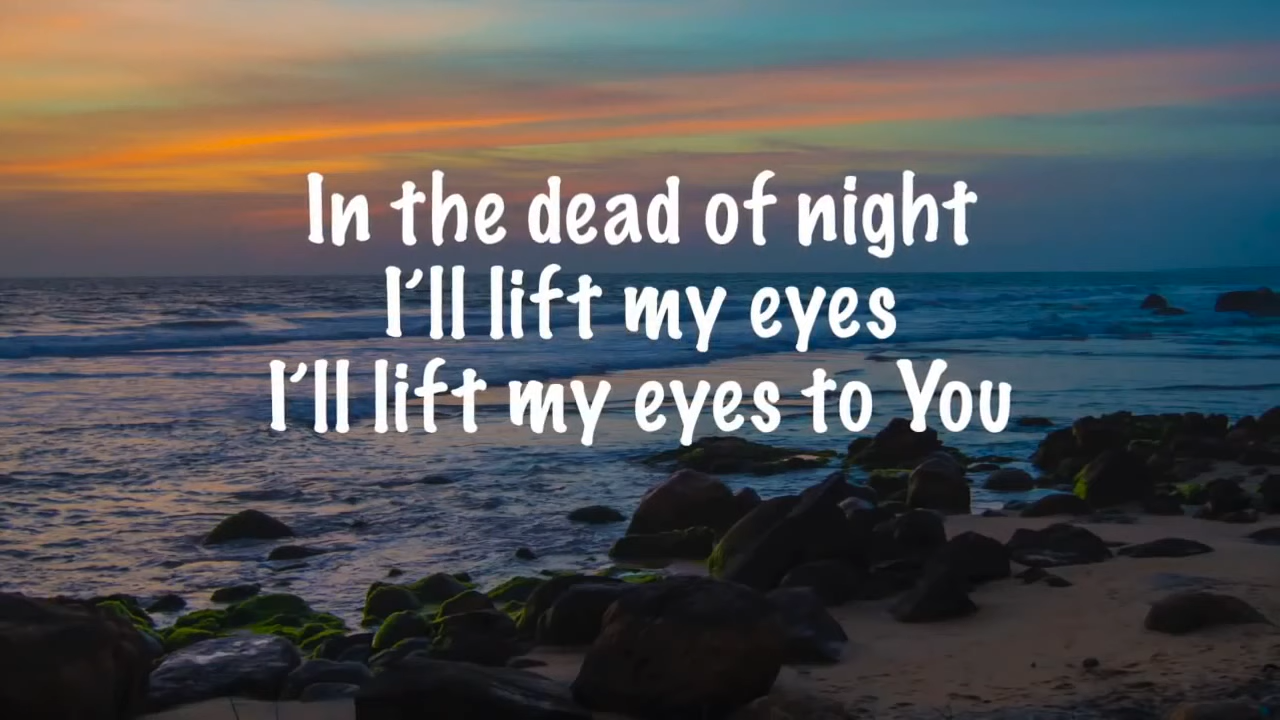 In the dead of night
I'll lift my eyes
I'll lift my eyes to You